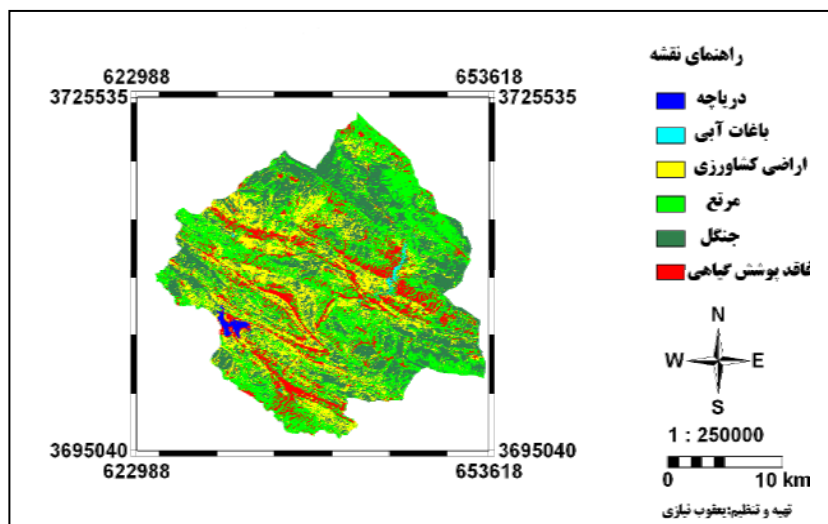 راهنمای نقشه
622988 653618
3725535 3725535
دریاچه
باغات آبی
اراضی کشاورزی
مرتع
جنگل
فاقد پوشش گیاهی
N
W E
S
1 : 250000
3695040 3695040
622988 653618
0 10 km
تهیه و تنظیم:یعقوب نیازی